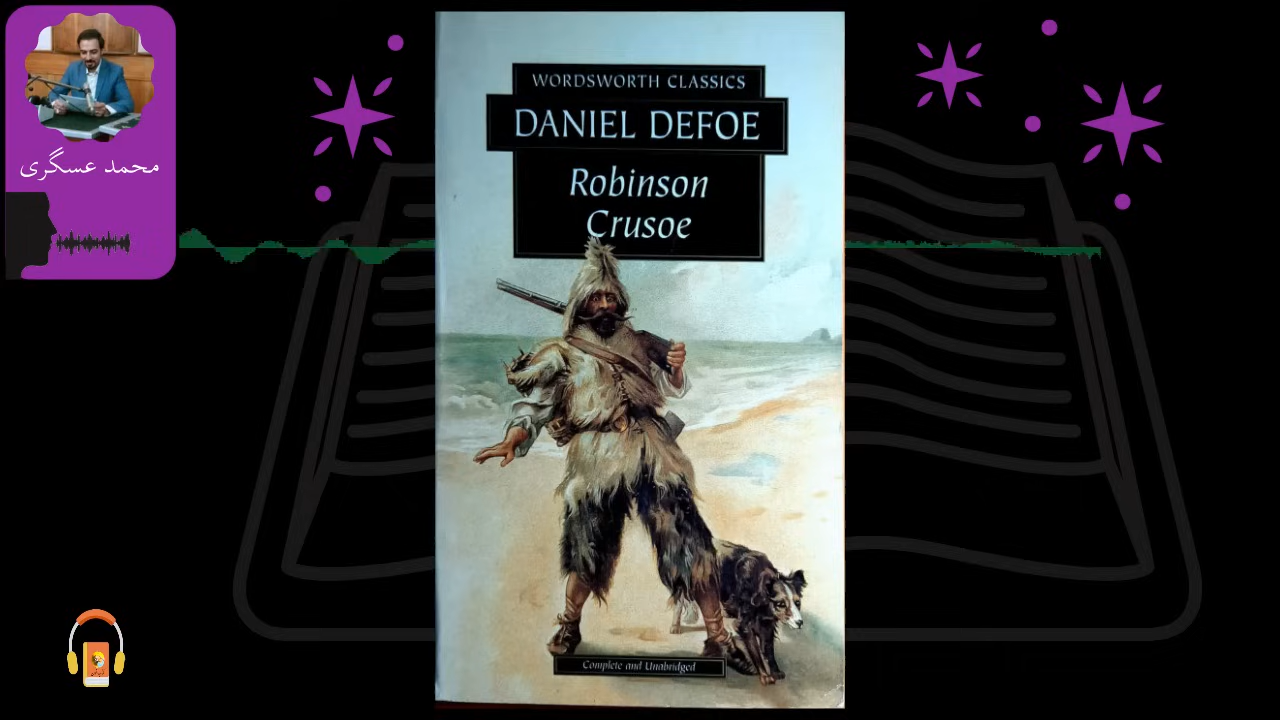 محمد عسگری
WORDSWORTH CLASSICS
DANIEL DEFOE
Robinson
Crusoe
Complete and Unabridged